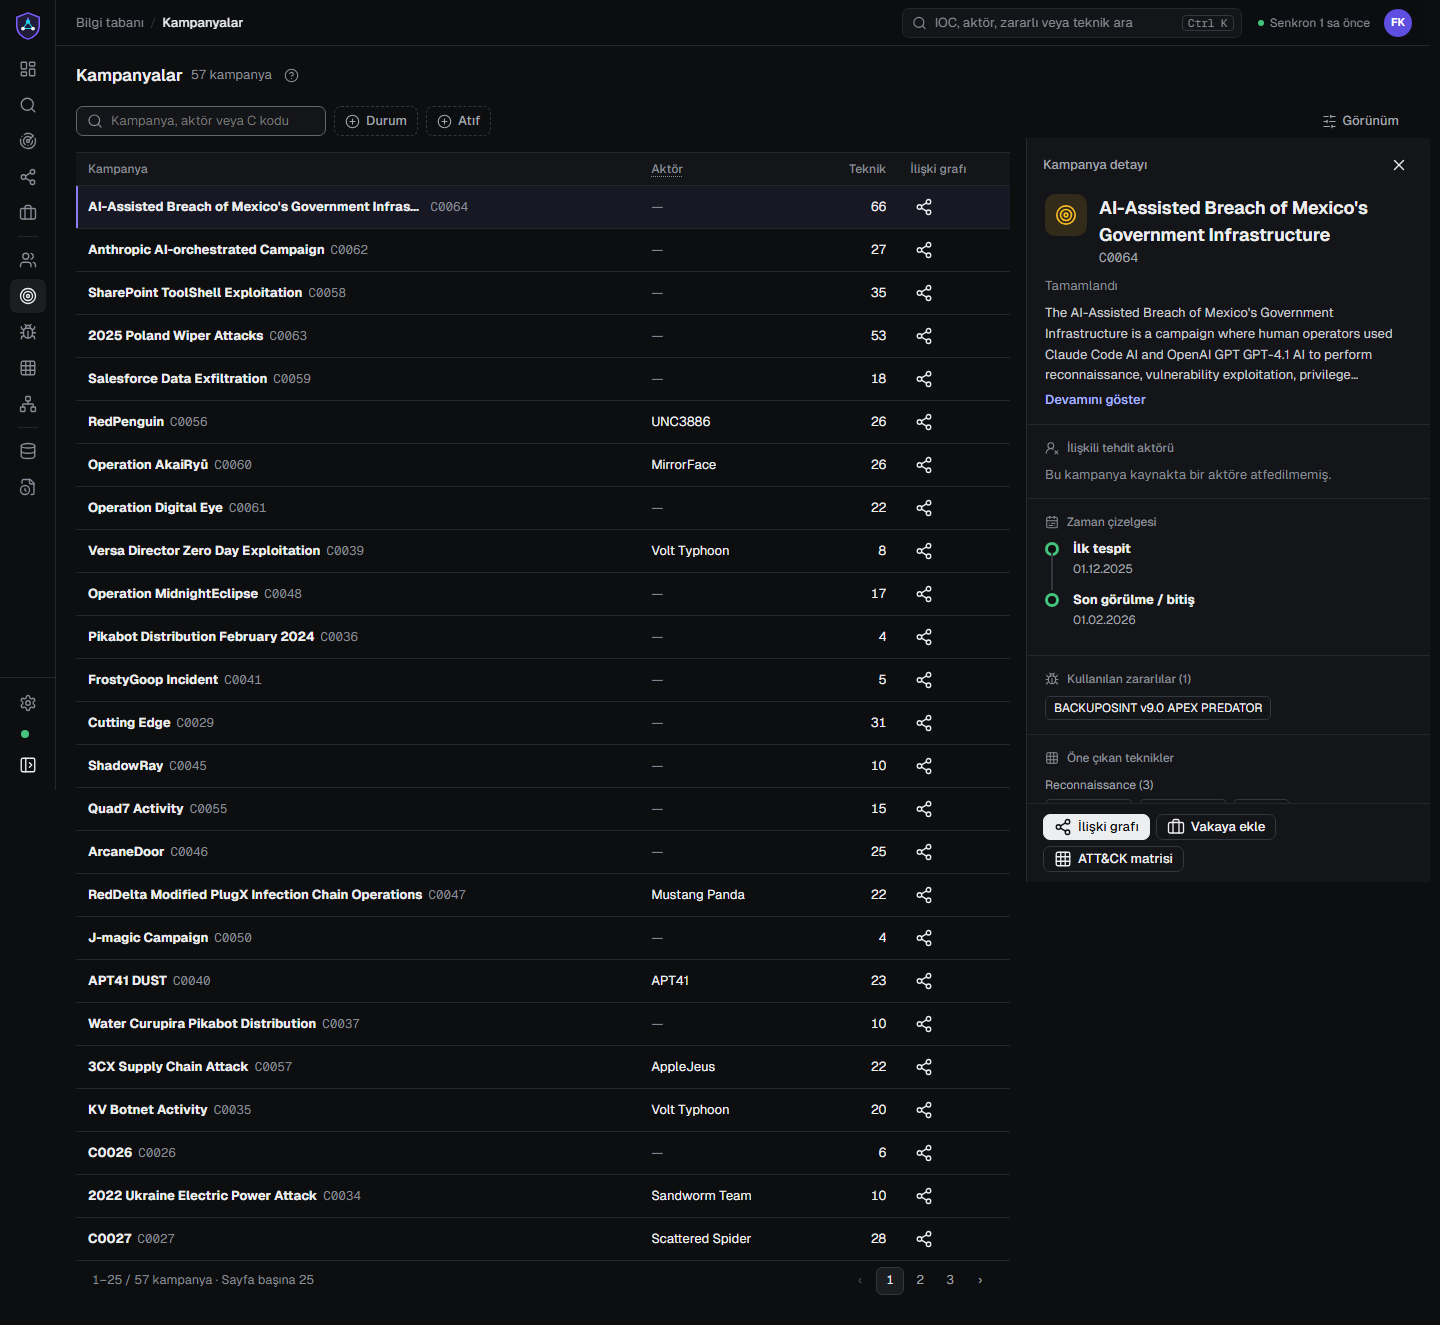 Bilgi tabanı / Kampanyalar
IOC, aktör, zararlı veya teknik ara
Ctrl K
Senkron 1 sa önce
FK
Kampanyalar 57 kampanya
Kampanya, aktör veya C kodu
Durum
Atıf
Görünüm
Kampanya Aktör Teknik İlişki grafı
AI-Assisted Breach of Mexico's Government Infras... C0064 — 66
Anthropic AI-orchestrated Campaign C0062 — 27
SharePoint ToolShell Exploitation C0058 — 35
2025 Poland Wiper Attacks C0063 — 53
Salesforce Data Exfiltration C0059 — 18
RedPenguin C0056 UNC3886 26
Operation AkaiRyū C0060 MirrorFace 26
Operation Digital Eye C0061 — 22
Versa Director Zero Day Exploitation C0039 Volt Typhoon 8
Operation MidnightEclipse C0048 — 17
Pikabot Distribution February 2024 C0036 — 4
FrostyGoop Incident C0041 — 5
Cutting Edge C0029 — 31
ShadowRay C0045 — 10
Quad7 Activity C0055 — 15
ArcaneDoor C0046 — 25
RedDelta Modified PlugX Infection Chain Operations C0047 Mustang Panda 22
J-magic Campaign C0050 — 4
APT41 DUST C0040 APT41 23
Water Curupira Pikabot Distribution C0037 — 10
3CX Supply Chain Attack C0057 AppleJeus 22
KV Botnet Activity C0035 Volt Typhoon 20
C0026 C0026 — 6
2022 Ukraine Electric Power Attack C0034 Sandworm Team 10
C0027 C0027 Scattered Spider 28
1–25 / 57 kampanya · Sayfa başına 25
‹ 1 2 3 ›
Kampanya detayı
AI-Assisted Breach of Mexico's
Government Infrastructure
C0064
Tamamlandı
The AI-Assisted Breach of Mexico's Government
Infrastructure is a campaign where human operators used
Claude Code AI and OpenAI GPT GPT-4.1 AI to perform
reconnaissance, vulnerability exploitation, privilege...
Devamını göster
İlişkili tehdit aktörü
Bu kampanya kaynakta bir aktöre atfedilmemiş.
Zaman çizelgesi
İlk tespit
01.12.2025
Son görülme / bitiş
01.02.2026
Kullanılan zararlılar (1)
BACKUPOSINT v9.0 APEX PREDATOR
Öne çıkan teknikler
Reconnaissance (3)
İlişki grafı
Vakaya ekle
ATT&CK matrisi